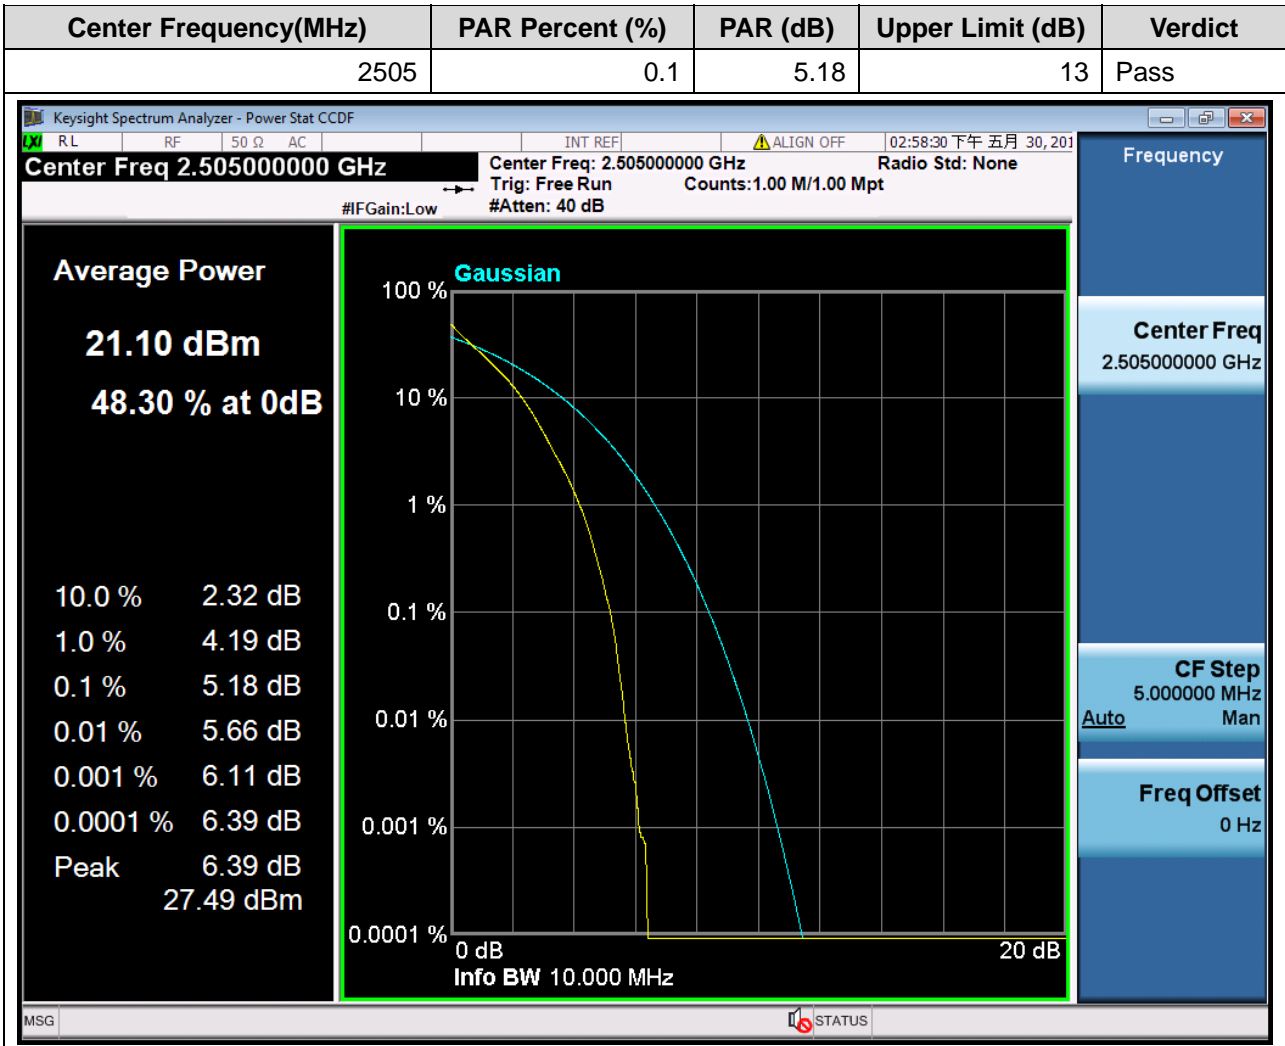 Center Frequency(MHz) PAR Percent (%) PAR (dB) Upper Limit (dB) Verdict
2505 0.1 5.18 13 Pass
Keysight Spectrum Analyzer - Power Stat CCDF
LXI RL RF 50 Ω AC INT REF ALIGN OFF 02:58:30 下午 五月 30, 201
Center Freq 2.505000000 GHz
Center Freq: 2.505000000 GHz Radio Std: None
Trig: Free Run Counts:1.00 M/1.00 Mpt
#IFGain:Low #Atten: 40 dB
Average Power
21.10 dBm
48.30 % at 0dB
10.0 % 2.32 dB
1.0 % 4.19 dB
0.1 % 5.18 dB
0.01 % 5.66 dB
0.001 % 6.11 dB
0.0001 % 6.39 dB
Peak 6.39 dB
27.49 dBm
Gaussian
100 %
10 %
1 %
0.1 %
0.01 %
0.001 %
0.0001 %
0 dB 20 dB
Info BW 10.000 MHz
Frequency
Center Freq
2.505000000 GHz
CF Step
5.000000 MHz
Auto Man
Freq Offset
0 Hz
MSG STATUS